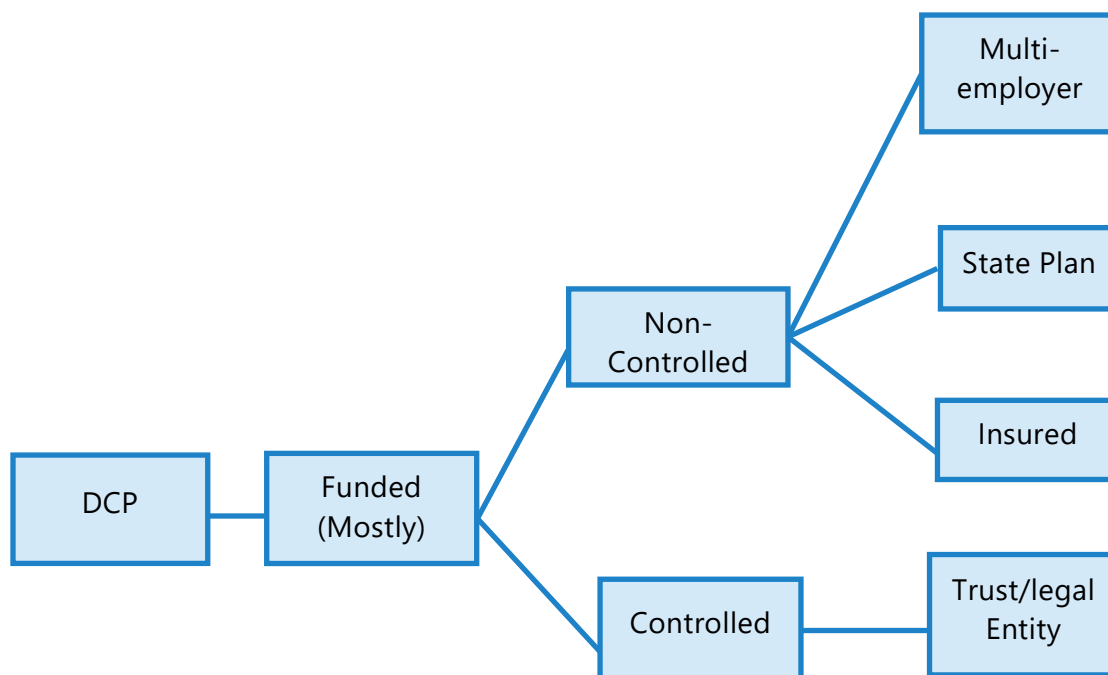 Multi-
employer
State Plan
Non-
Controlled
Insured
DCP
Funded
(Mostly)
Controlled
Trust/legal
Entity